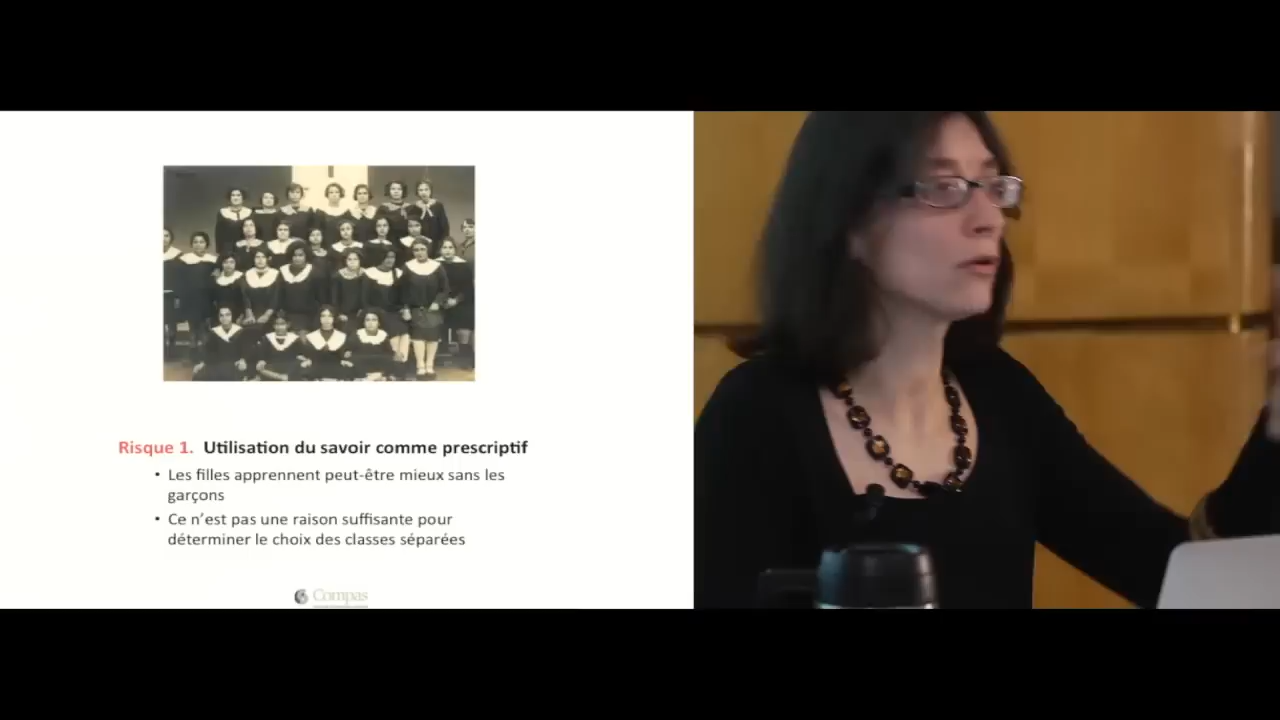 Risque 1. Utilisation du savoir comme prescriptif
• Les filles apprennent peut-être mieux sans les
garçons
• Ce n'est pas une raison suffisante pour
déterminer le choix des classes séparées
Compas